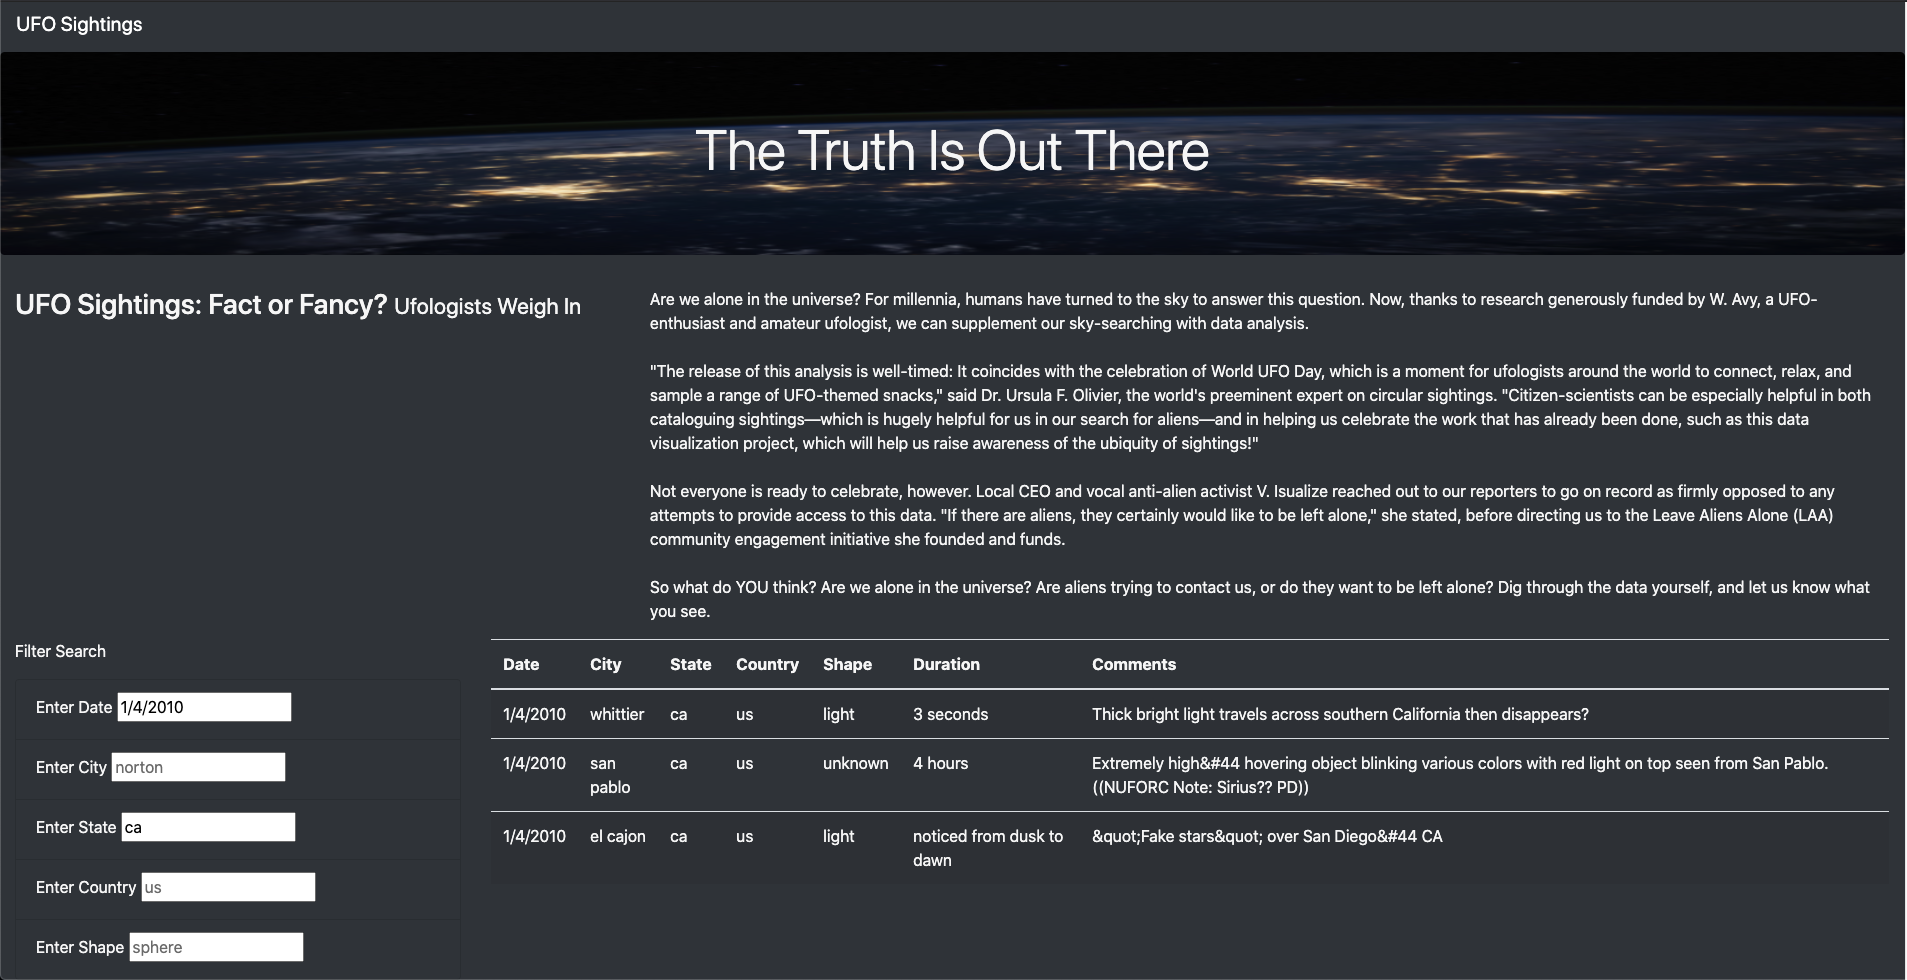 UFO Sightings
The Truth Is Out There
UFO Sightings: Fact or Fancy? Ufologists Weigh In
Are we alone in the universe? For millennia, humans have turned to the sky to answer this question. Now, thanks to research generously funded by W. Avy, a UFO-
enthusiast and amateur ufologist, we can supplement our sky-searching with data analysis.
"The release of this analysis is well-timed: It coincides with the celebration of World UFO Day, which is a moment for ufologists around the world to connect, relax, and
sample a range of UFO-themed snacks," said Dr. Ursula F. Olivier, the world's preeminent expert on circular sightings. "Citizen-scientists can be especially helpful in both
cataloguing sightings—which is hugely helpful for us in our search for aliens—and in helping us celebrate the work that has already been done, such as this data
visualization project, which will help us raise awareness of the ubiquity of sightings!"
Not everyone is ready to celebrate, however. Local CEO and vocal anti-alien activist V. Isualize reached out to our reporters to go on record as firmly opposed to any
attempts to provide access to this data. "If there are aliens, they certainly would like to be left alone," she stated, before directing us to the Leave Aliens Alone (LAA)
community engagement initiative she founded and funds.
So what do YOU think? Are we alone in the universe? Are aliens trying to contact us, or do they want to be left alone? Dig through the data yourself, and let us know what
you see.
Filter Search
Enter Date 1/4/2010
Enter City norton
Enter State ca
Enter Country us
Enter Shape sphere
Date City State Country Shape Duration Comments
1/4/2010 whittier ca us light 3 seconds Thick bright light travels across southern California then disappears?
1/4/2010 san ca us unknown 4 hours Extremely high&#44 hovering object blinking various colors with red light on top seen from San Pablo.
pablo ((NUFORC Note: Sirius?? PD))
1/4/2010 el cajon ca us light noticed from dusk to &quot;Fake stars&quot; over San Diego&#44 CA
dawn